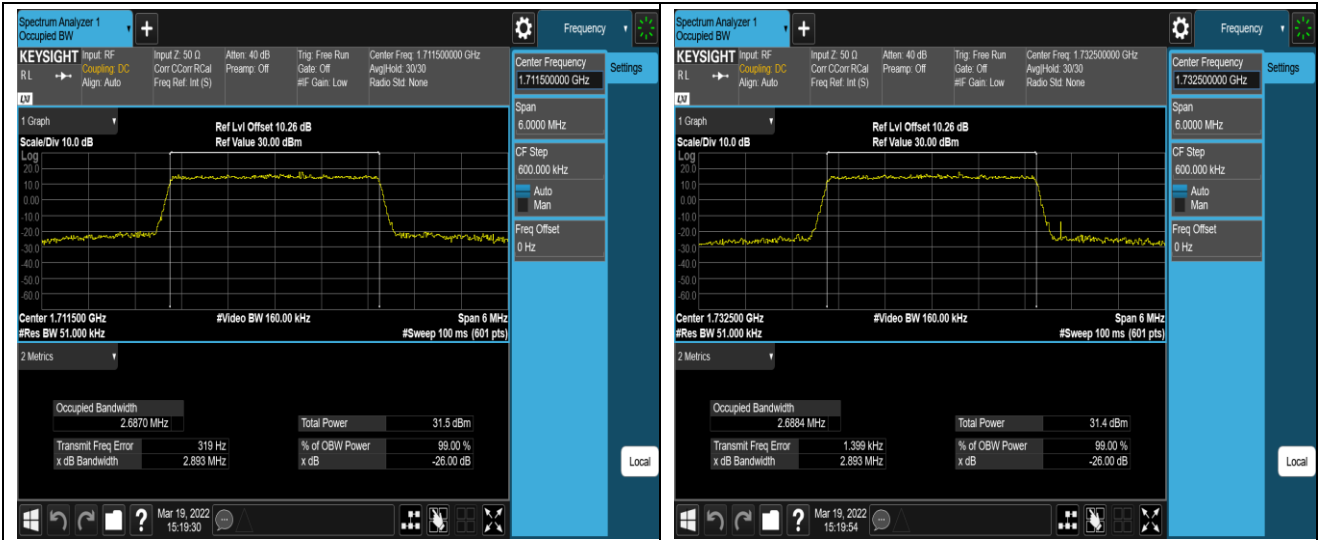 Spectrum Analyzer 1
Occupied BW
+
Frequency
KEYSIGHT
Input: RF
Coupling: DC
Align: Auto
Input Z: 50 Ω
Corr CCorr RCal
Freq Ref: Int (S)
Atten: 40 dB
Preamp: Off
Trig: Free Run
Gate: Off
#IF Gain: Low
Center Freq: 1.711500000 GHz
Avg|Hold: 30/30
Radio Std: None
RL
LXI
Center Frequency
1.711500000 GHz
Settings
Span
6.0000 MHz
CF Step
600.000 kHz
Auto
Man
Freq Offset
0 Hz
1 Graph
Scale/Div 10.0 dB
Ref Lvl Offset 10.26 dB
Ref Value 30.00 dBm
Log
20.0
10.0
0.00
-10.0
-20.0
-30.0
-40.0
-50.0
-60.0
Center 1.711500 GHz
#Video BW 160.00 kHz
Span 6 MHz
#Res BW 51.000 kHz
#Sweep 100 ms (601 pts)
2 Metrics
Occupied Bandwidth
2.6870 MHz
Total Power 31.5 dBm
Transmit Freq Error 319 Hz
% of OBW Power 99.00 %
x dB Bandwidth 2.893 MHz
x dB -26.00 dB
Local
?
Mar 19, 2022
15:19:30
Spectrum Analyzer 1
Occupied BW
+
Frequency
KEYSIGHT
Input: RF
Coupling: DC
Align: Auto
Input Z: 50 Ω
Corr CCorr RCal
Freq Ref: Int (S)
Atten: 40 dB
Preamp: Off
Trig: Free Run
Gate: Off
#IF Gain: Low
Center Freq: 1.732500000 GHz
Avg|Hold: 30/30
Radio Std: None
RL
LXI
Center Frequency
1.732500000 GHz
Settings
Span
6.0000 MHz
CF Step
600.000 kHz
Auto
Man
Freq Offset
0 Hz
1 Graph
Scale/Div 10.0 dB
Ref Lvl Offset 10.26 dB
Ref Value 30.00 dBm
Log
20.0
10.0
0.00
-10.0
-20.0
-30.0
-40.0
-50.0
-60.0
Center 1.732500 GHz
#Video BW 160.00 kHz
Span 6 MHz
#Res BW 51.000 kHz
#Sweep 100 ms (601 pts)
2 Metrics
Occupied Bandwidth
2.6884 MHz
Total Power 31.4 dBm
Transmit Freq Error 1.399 kHz
% of OBW Power 99.00 %
x dB Bandwidth 2.893 MHz
x dB -26.00 dB
Local
?
Mar 19, 2022
15:19:54